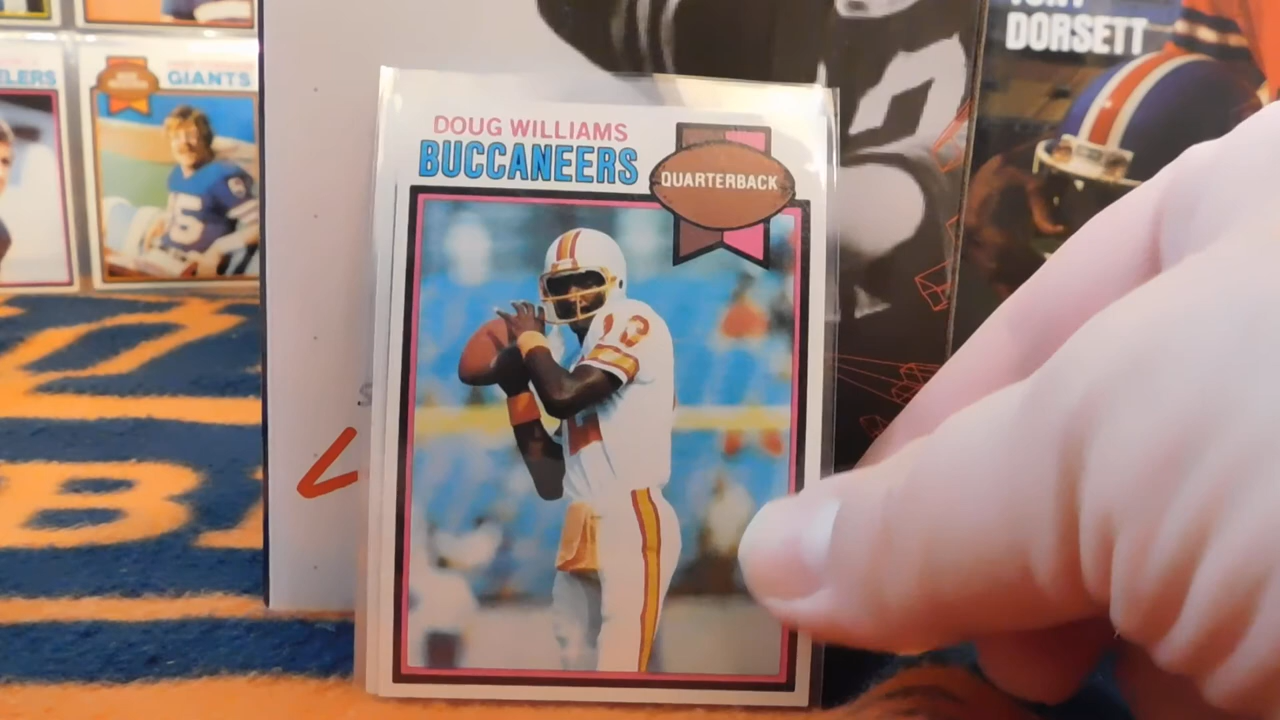 DOUG WILLIAMS
BUCCANEERS
QUARTERBACK
GIANTS
DORSETT